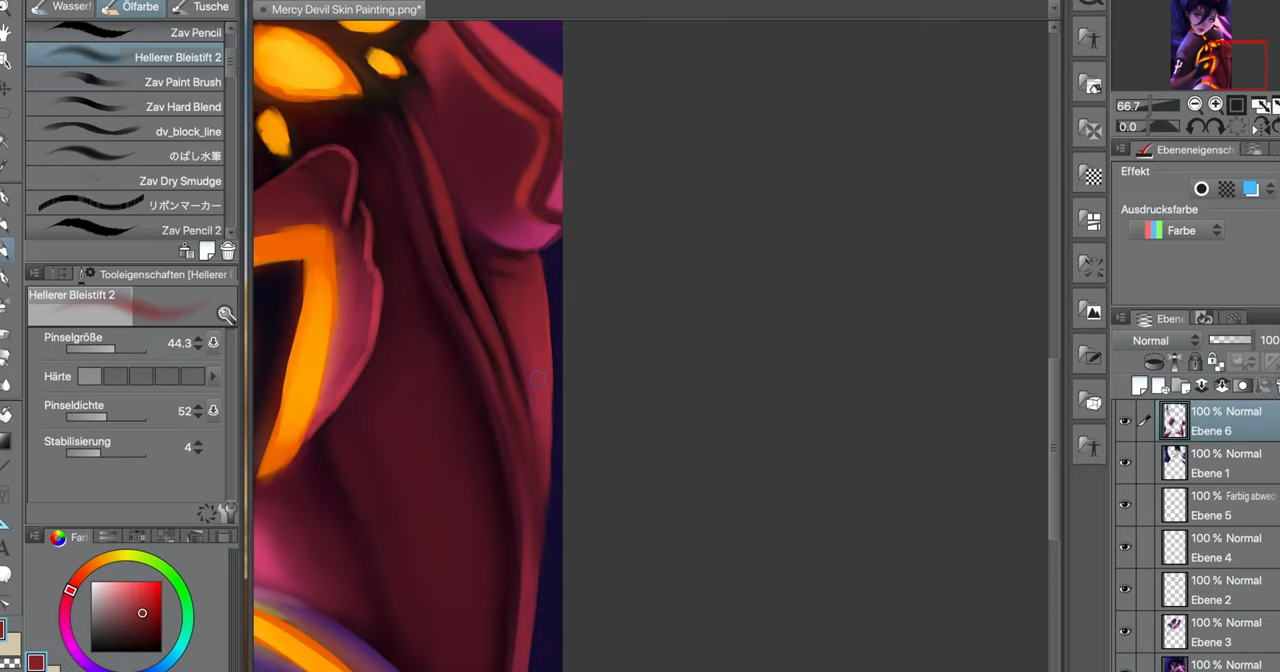 Wasserf
Ölfarbe
Tusche
Mercy Devil Skin Painting.png*
Zav Pencil
Hellerer Bleistift 2
Zav Paint Brush
Zav Hard Blend
dv_block_line
のばし水筆
Zav Dry Smudge
リボンマーカー
Zav Pencil 2
Tooleigenschaften [Hellerer
Hellerer Bleistift 2
Pinselgröße 44.3
Härte
Pinseldichte 52
Stabilisierung 4
Far
66.7
0.0
Ebeneneigensch
Effekt
Ausdrucksfarbe
Farbe
Ebene
Normal 100
100 % Normal
Ebene 6
100 % Normal
Ebene 1
100 % Farbig abwec
Ebene 5
100 % Normal
Ebene 4
100 % Normal
Ebene 2
100 % Normal
Ebene 3
100 % Normal